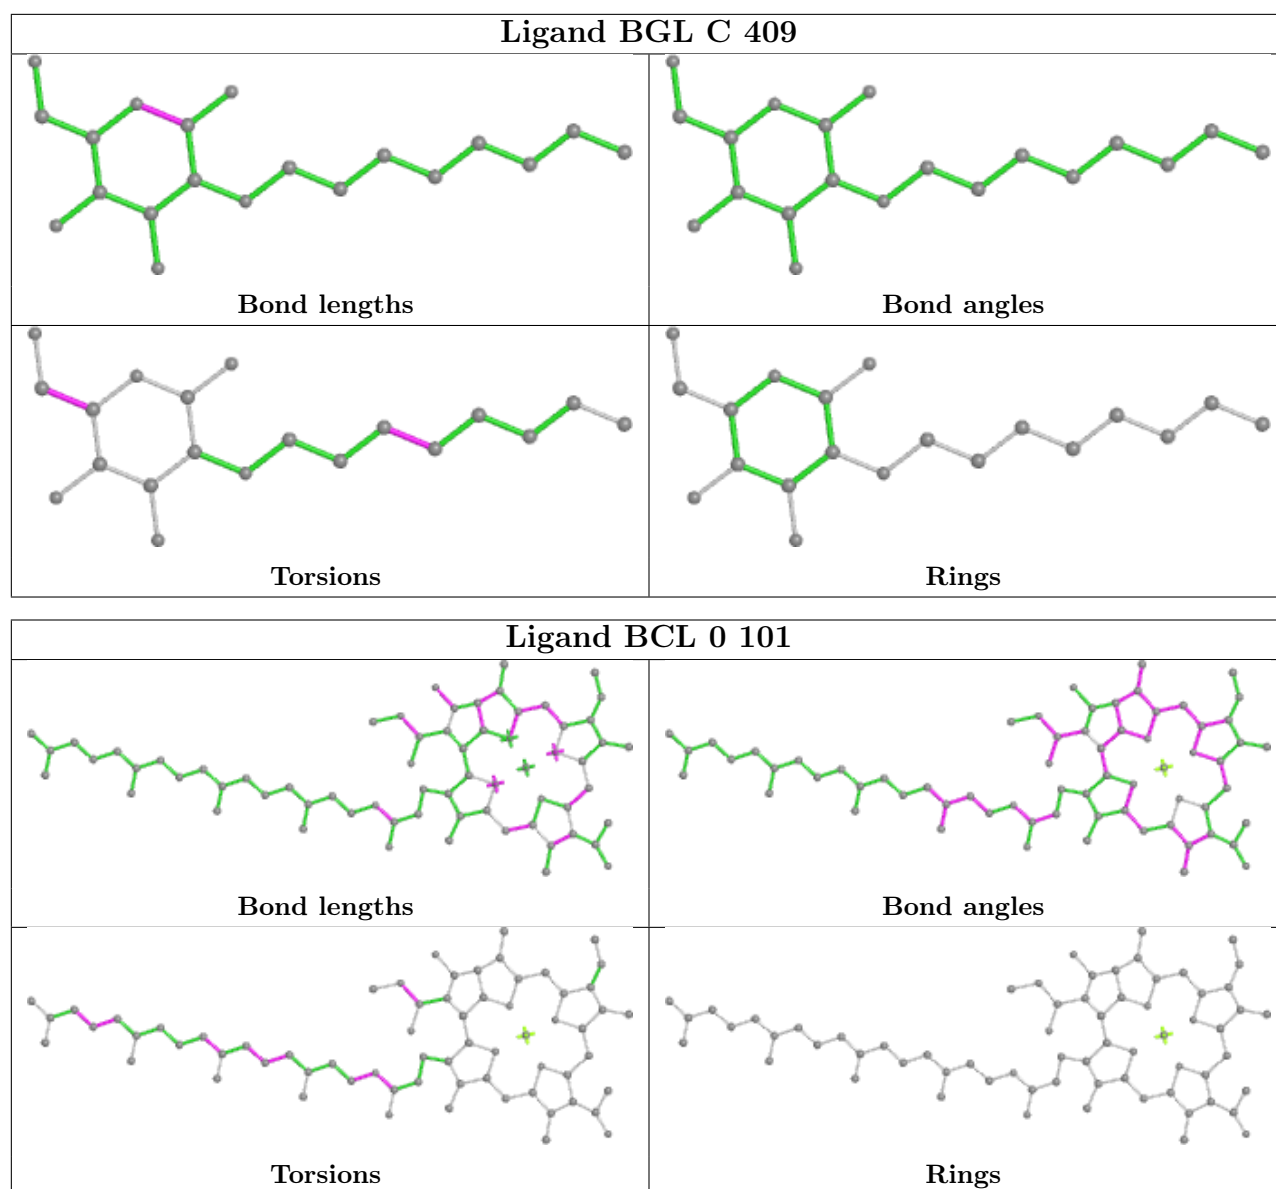 Ligand BGL C 409
Bond lengths
Bond angles
Torsions
Rings
Ligand BCL 0 101
Bond lengths
Bond angles
Torsions
Rings